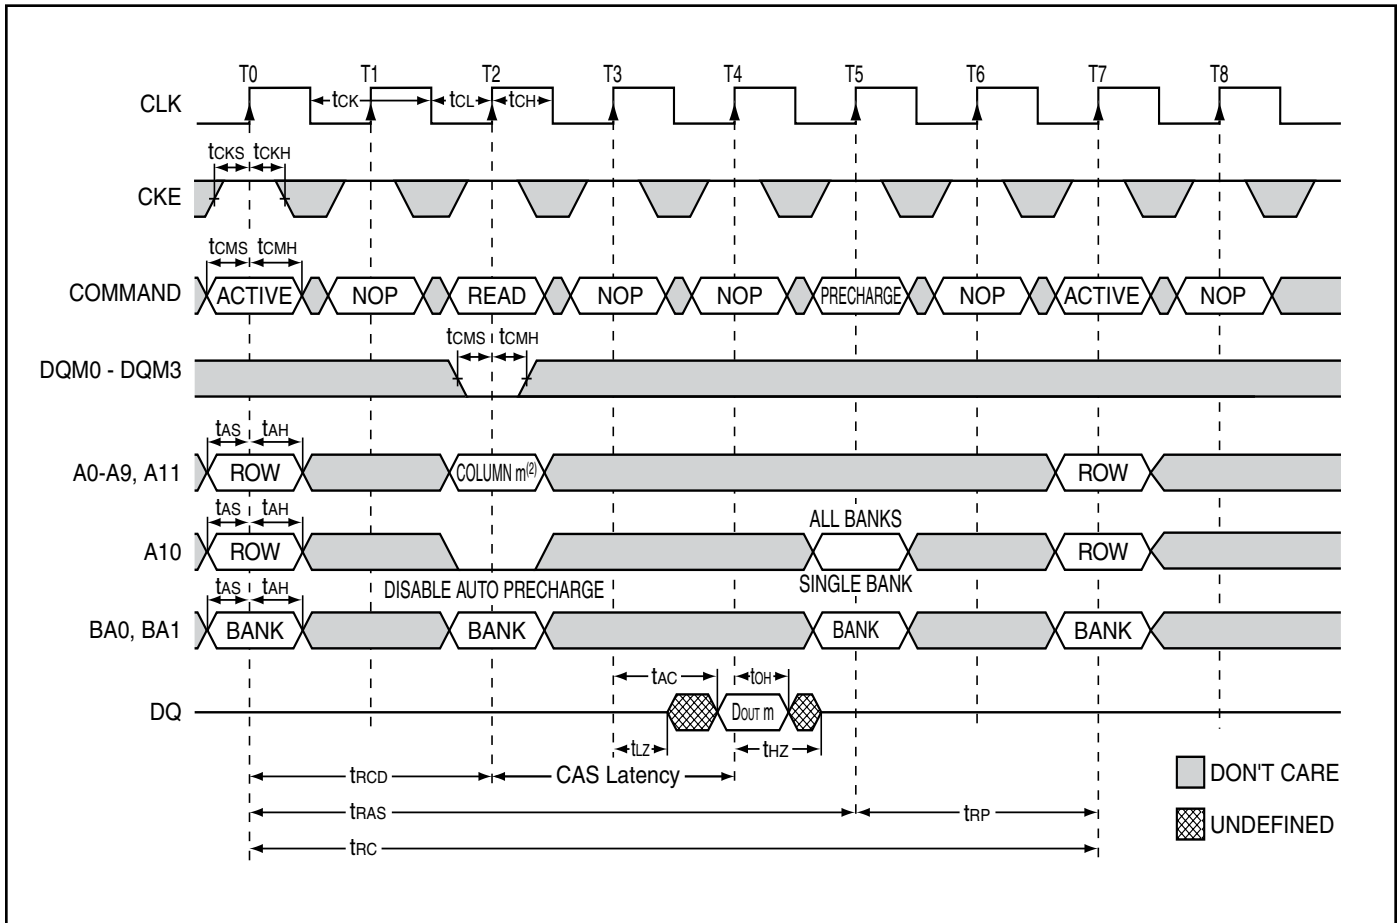 T0 T1 T2 T3 T4 T5 T6 T7 T8
CLK tCK tCL tCH
tCKS tCKH
CKE
tCMS tCMH
COMMAND ACTIVE NOP READ NOP NOP PRECHARGE NOP ACTIVE NOP
tCMS tCMH
DQM0 - DQM3
tAS tAH
A0-A9, A11 ROW COLUMN m(2) ROW
tAS tAH ALL BANKS
A10 ROW ROW
DISABLE AUTO PRECHARGE SINGLE BANK
tAS tAH
BA0, BA1 BANK BANK BANK BANK
tAC tOH
DQ DOUT m
tLZ tHZ
tRCD CAS Latency DON'T CARE
tRAS tRP UNDEFINED
tRC